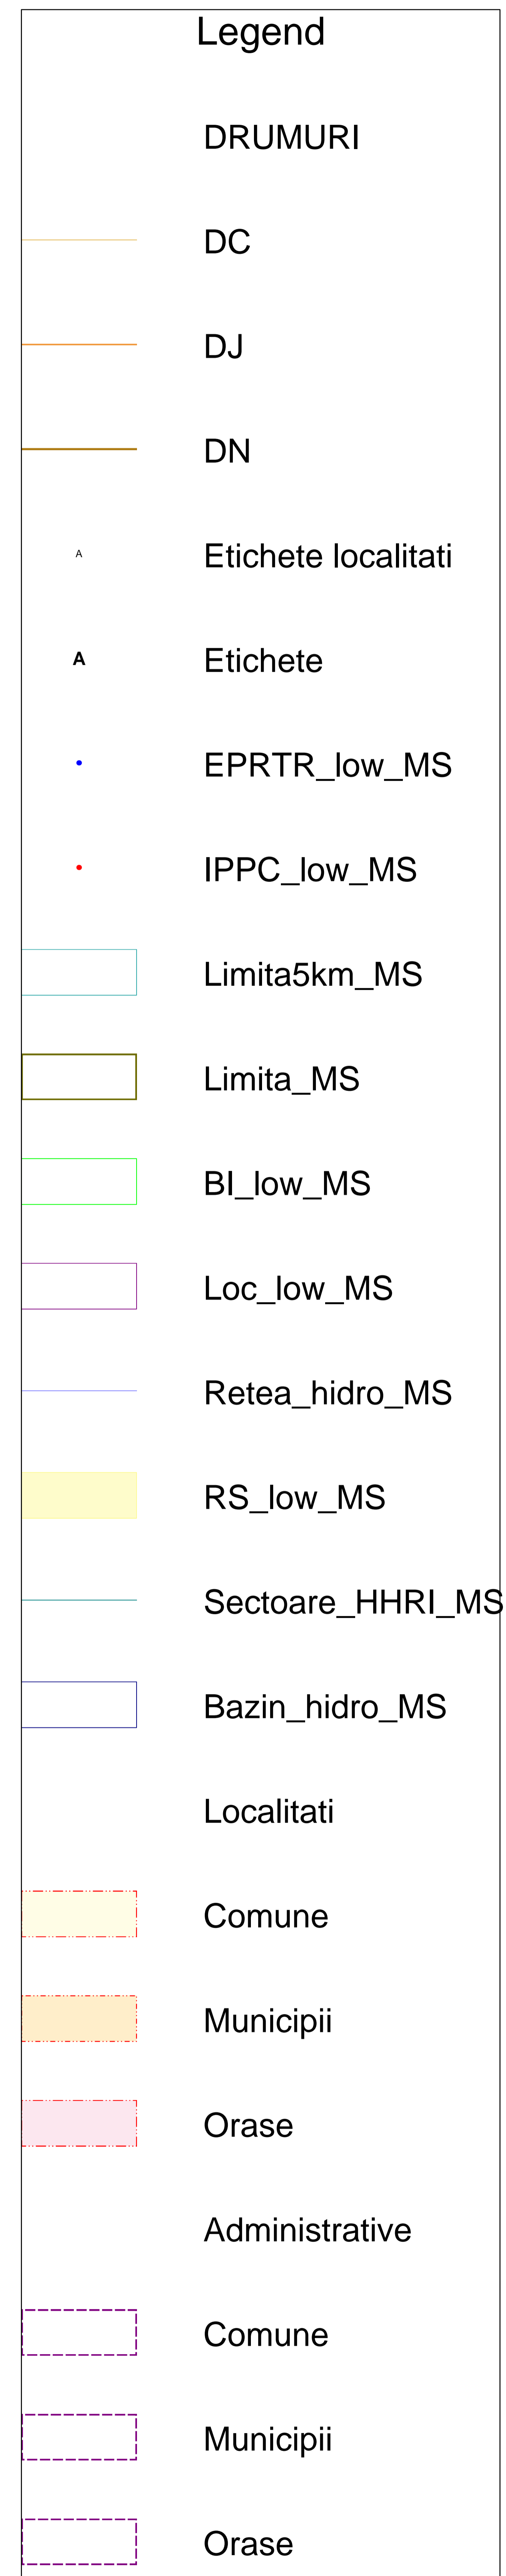 Legend
DRUMURI
DC
DJ
DN
A Etichete localitati
A Etichete
EPRTR_low_MS
IPPC_low_MS
Limita5km_MS
Limita_MS
BI_low_MS
Loc_low_MS
Retea_hidro_MS
RS_low_MS
Sectoare_HHRI_MS
Bazin_hidro_MS
Localitati
Comune
Municipii
Orase
Administrative
Comune
Municipii
Orase